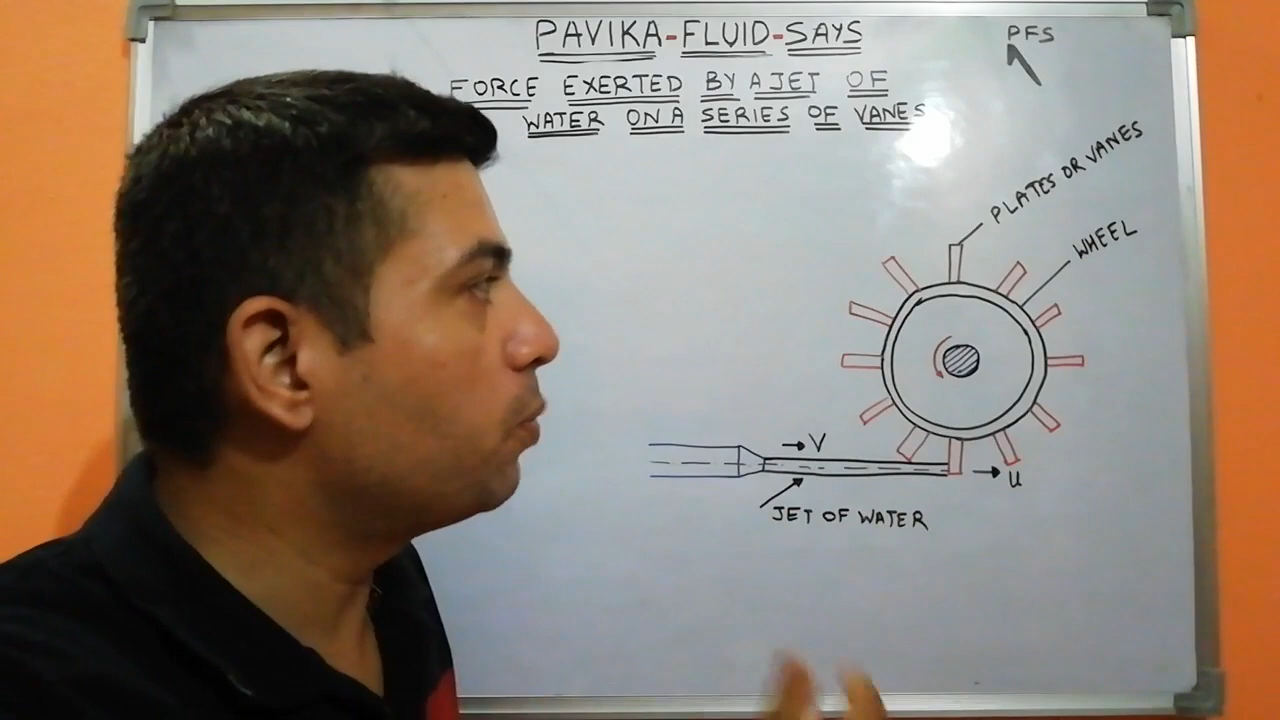 PAVIKA-FLUID-SAYS
PFS
FORCE EXERTED BY A JET OF
WATER ON A SERIES OF VANES
PLATES OR VANES
WHEEL
V
u
JET OF WATER